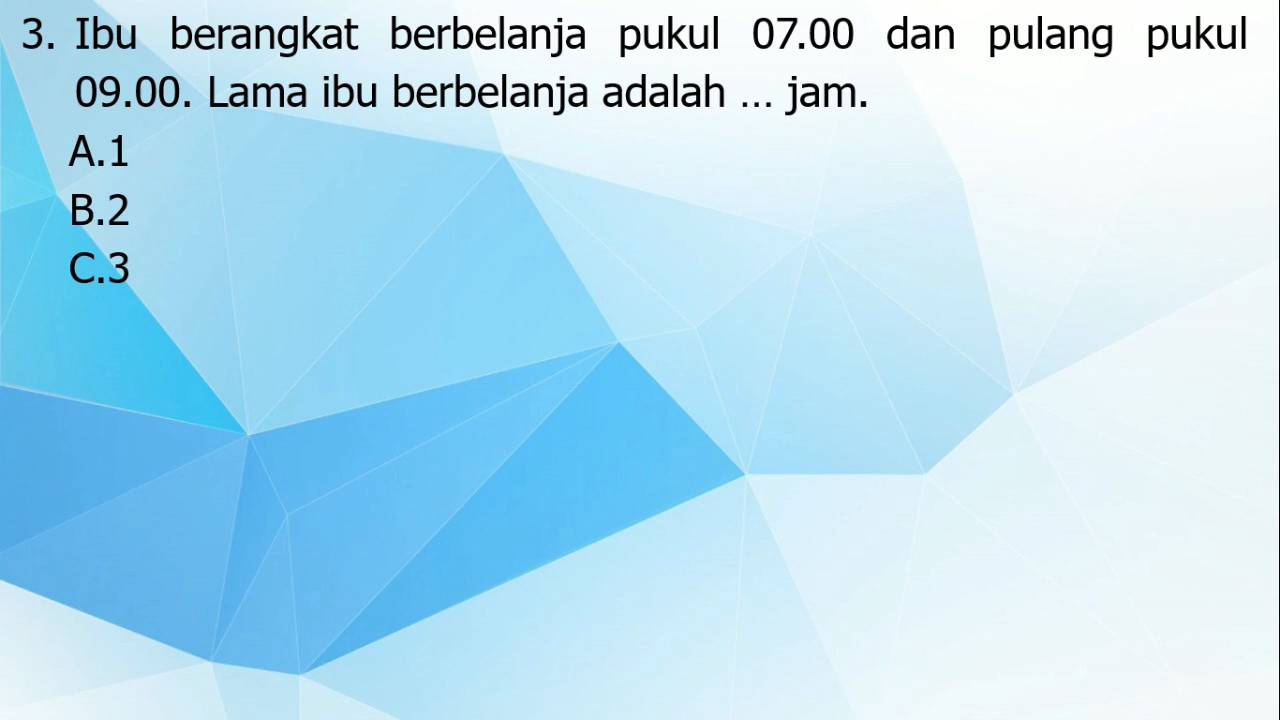 3. Ibu berangkat berbelanja pukul 07.00 dan pulang pukul
09.00. Lama ibu berbelanja adalah ... jam.
A.1
B.2
C.3